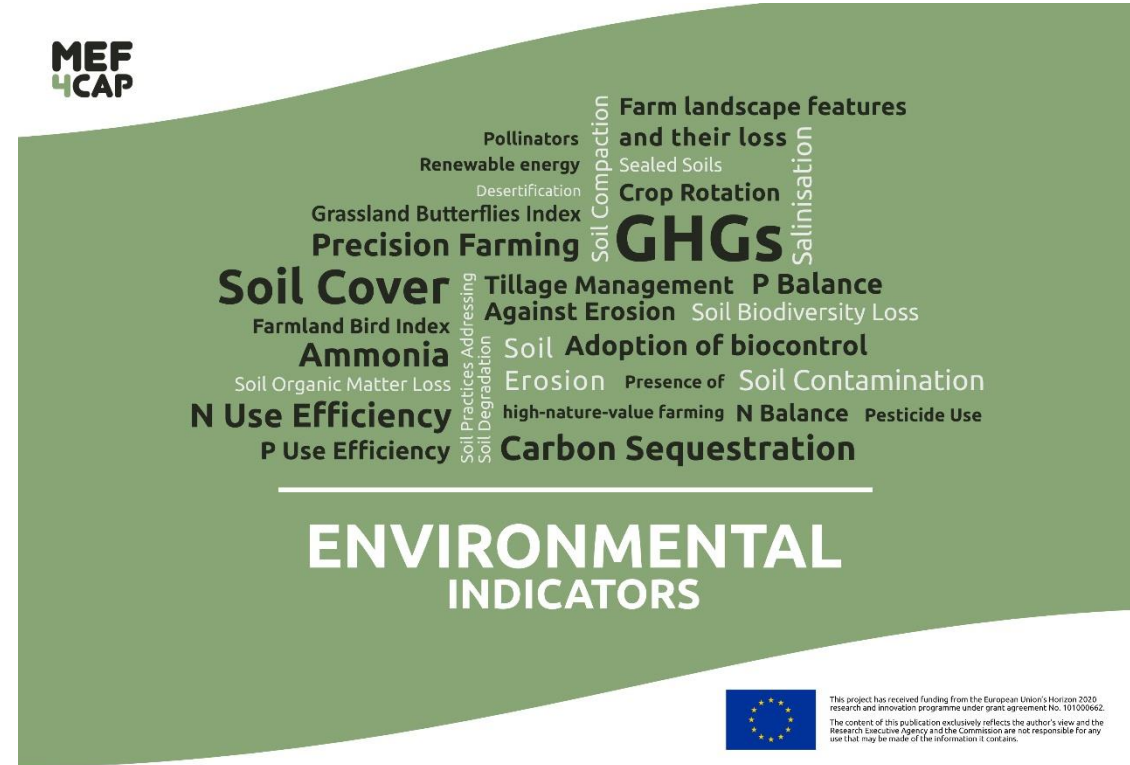 MEF
4CAP
Farm landscape features
and their loss
Pollinators
Renewable energy
Sealed Soils
Desertification
Crop Rotation
Soil Compaction
Salinisation
Grassland Butterflies Index
Precision Farming
GHGs
Soil Cover
Tillage Management
Against Erosion
P Balance
Soil Biodiversity Loss
Farmland Bird Index
Ammonia
Soil Practices Addressing
Soil Degradation
Soil
Erosion
Adoption of biocontrol
Soil Organic Matter Loss
Presence of
high-nature-value farming
Soil Contamination
N Use Efficiency
N Balance
Pesticide Use
P Use Efficiency
Carbon Sequestration
ENVIRONMENTAL
INDICATORS
This project has received funding from the European Union's Horizon 2020
research and innovation programme under grant agreement No. 101000662.
The content of this publication exclusively reflects the author's view and the
Research Executive Agency and the Commission are not responsible for any
use that may be made of the information it contains.